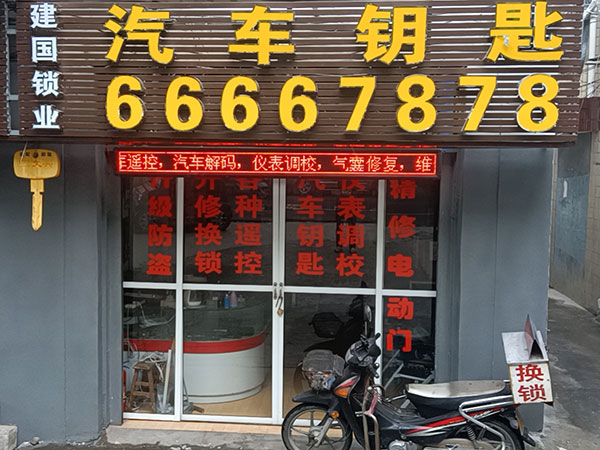 建国锁业
汽车钥匙
66667878
遥控，汽车解码，仪表调校，气囊修复，维
升级防盗
开修换锁
各种遥控
汽车钥匙
仪表调校
精修电动门
换锁